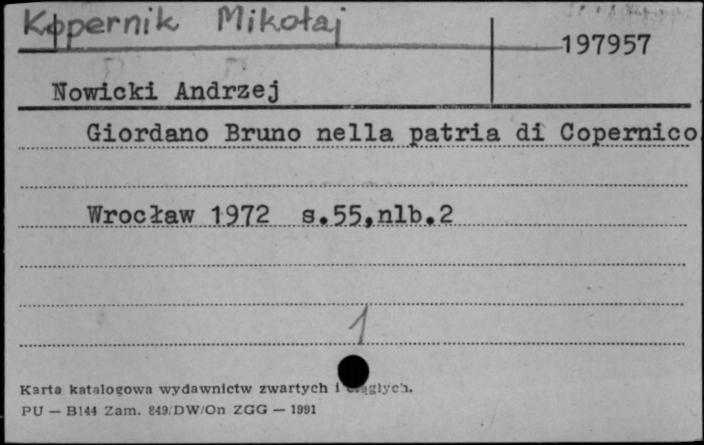 Kopernik Mikołaj
197957
Nowicki Andrzej
Giordano Bruno nella patria di Copernico.
Wrocław 1972 s.55,nlb.2
1
Karta katalogowa wydawnictw zwartych i ciągłych.
PU — B144 Zam. 849/DW/On ZGG — 1991